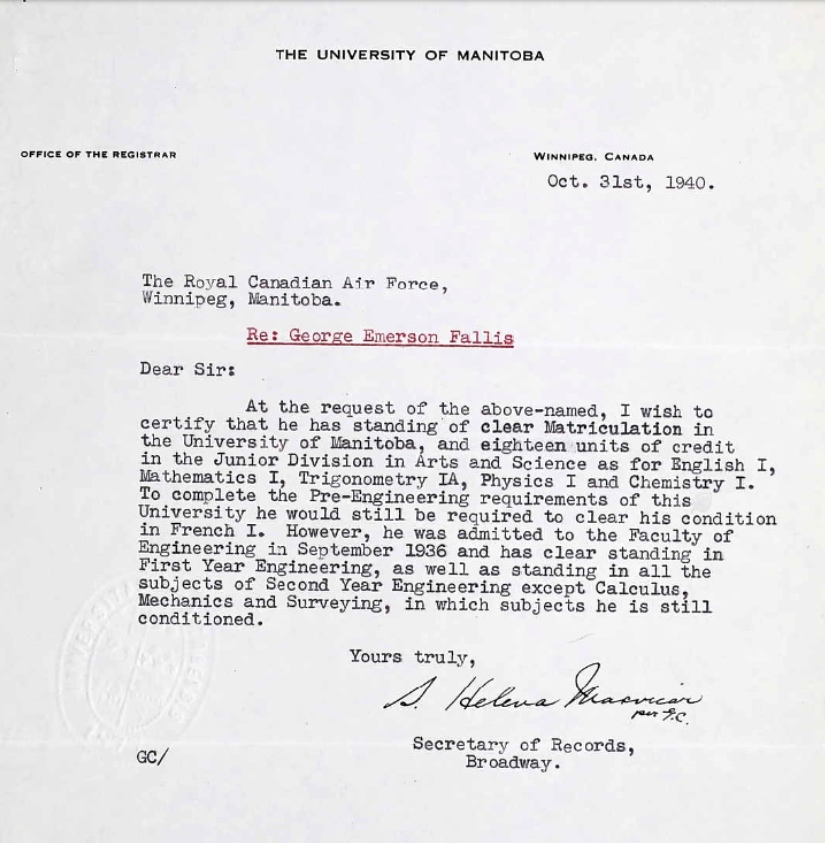 THE UNIVERSITY OF MANITOBA
OFFICE OF THE REGISTRAR
WINNIPEG, CANADA
Oct. 31st, 1940.
The Royal Canadian Air Force,
Winnipeg, Manitoba.
Re: George Emerson Fallis
Dear Sir:
At the request of the above-named, I wish to
certify that he has standing of clear Matriculation in
the University of Manitoba, and eighteen units of credit
in the Junior Division in Arts and Science as for English I,
Mathematics I, Trigonometry IA, Physics I and Chemistry I.
To complete the Pre-Engineering requirements of this
University he would still be required to clear his condition
in French I. However, he was admitted to the Faculty of
Engineering in September 1936 and has clear standing in
First Year Engineering, as well as standing in all the
subjects of Second Year Engineering except Calculus,
Mechanics and Surveying, in which subjects he is still
conditioned.
Yours truly,
S. Helena Macvicar
per G.C.
Secretary of Records,
Broadway.
GC/